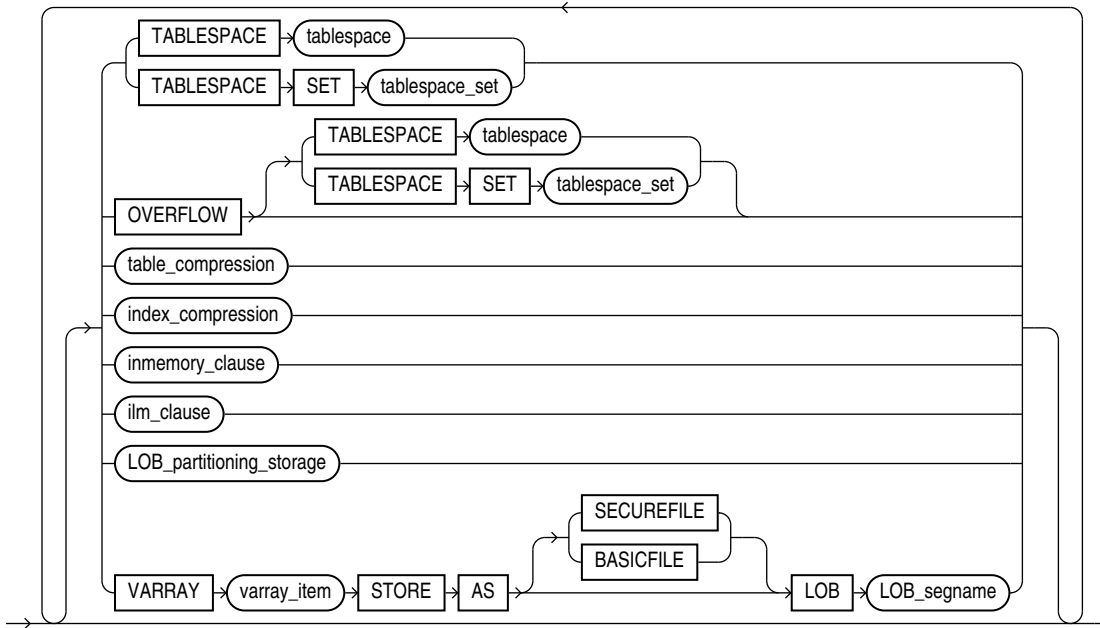 TABLESPACE tablespace
TABLESPACE SET tablespace_set
TABLESPACE tablespace
TABLESPACE SET tablespace_set
OVERFLOW
table_compression
index_compression
inmemory_clause
ilm_clause
LOB_partitioning_storage
SECUREFILE
BASICFILE
VARRAY varray_item STORE AS LOB LOB_segname